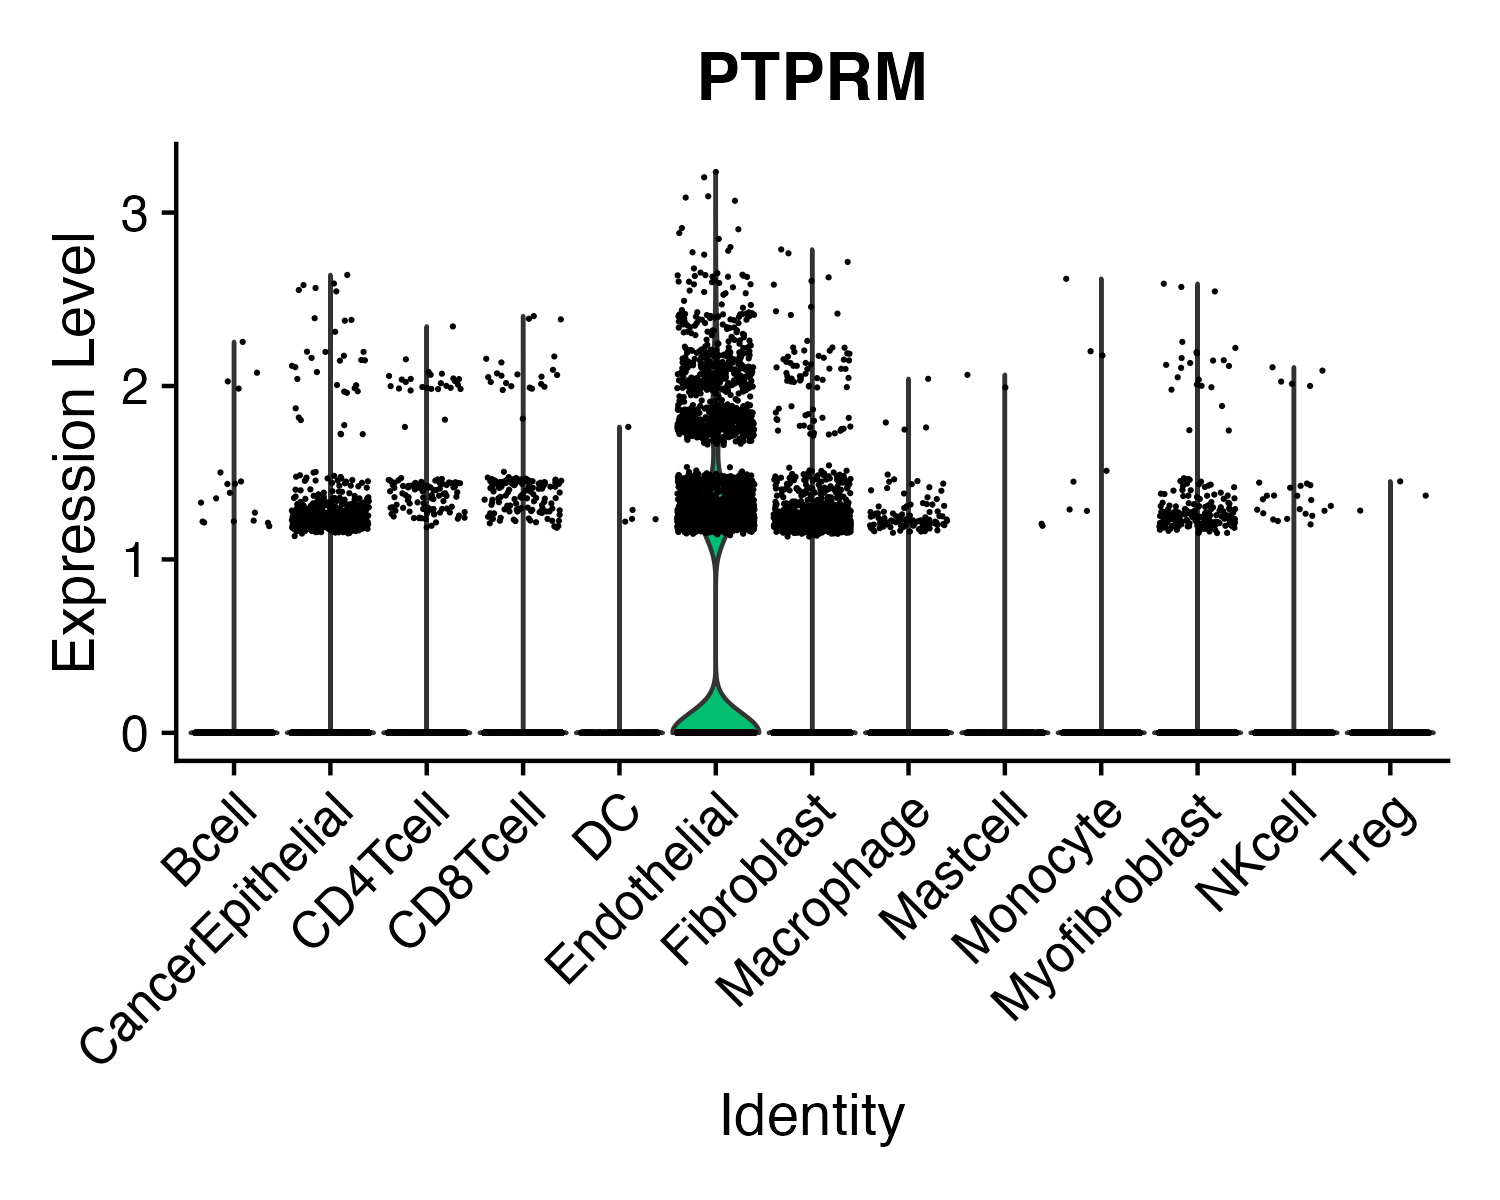 PTPRM
Expression Level
3
2
1
0
Bcell
CancerEpithelial
CD4Tcell
CD8Tcell
DC
Endothelial
Fibroblast
Macrophage
Mastcell
Monocyte
Myofibroblast
NKcell
Treg
Identity